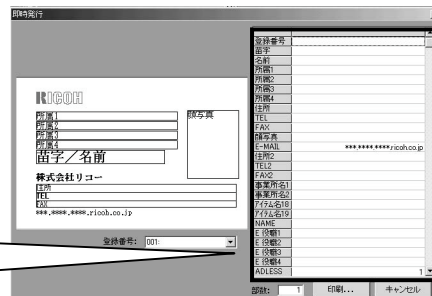 即時発行
RICOH
所属1
所属2
所属3
所属4
苗字／名前
顔写真
株式会社リコー
住所
TEL
FAX
***.****.****.ricoh.co.jp
登録番号: 001:
登録番号
苗字
名前
所属1
所属2
所属3
所属4
住所
TEL
FAX
顔写真
E-MAIL ***.****.****ricoh.co.jp
住所2
TEL2
FAX2
事業所名1
事業所名2
アイテム名18
アイテム名19
NAME
E 役職1
E 役職2
E 役職3
E 役職4
ADLESS 1
部数: 1 印刷... キャンセル